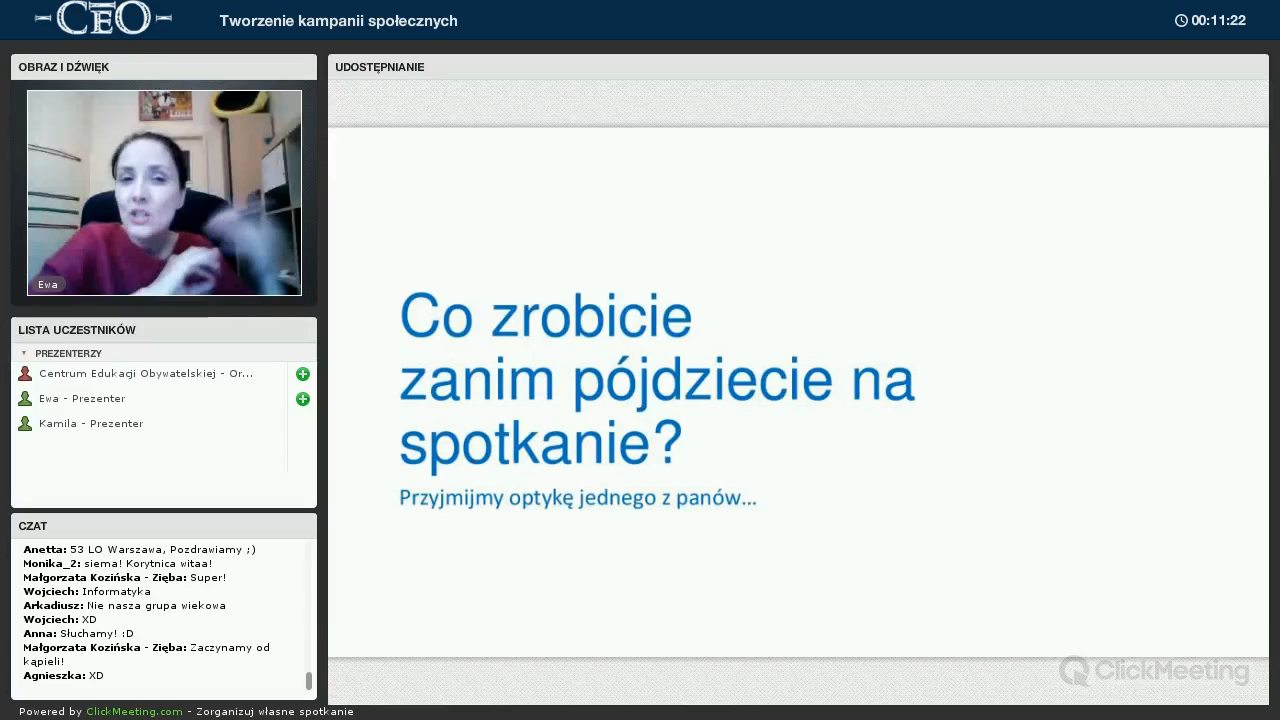 CEO
Tworzenie kampanii społecznych
00:11:22
OBRAZ I DŹWIĘK
Ewa
LISTA UCZESTNIKÓW
PREZENTERZY
Centrum Edukacji Obywatelskiej - Or...
Ewa - Prezenter
Kamila - Prezenter
CZAT
Anetta: 53 LO Warszawa, Pozdrawiamy ;)
Monika_2: siema! Korytnica witaa!
Małgorzata Kozińska - Zięba: Super!
Wojciech: Informatyka
Arkadiusz: Nie nasza grupa wiekowa
Wojciech: XD
Anna: Słuchamy! :D
Małgorzata Kozińska - Zięba: Zaczynamy od
kąpieli!
Agnieszka: XD
UDOSTĘPNIANIE
Co zrobicie
zanim pójdziecie na
spotkanie?
Przyjmijmy optykę jednego z panów...
ClickMeeting
Powered by ClickMeeting.com - Zorganizuj własne spotkanie